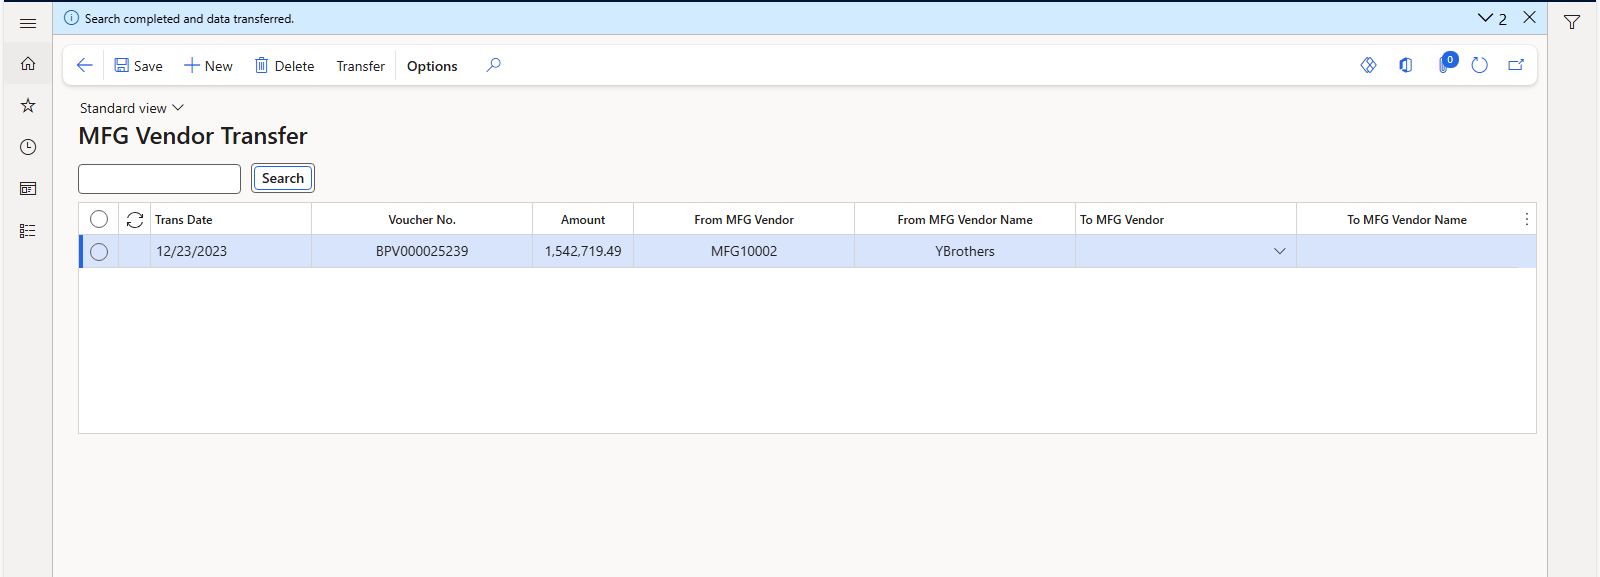 Search completed and data transferred.
2
Save New Delete Transfer Options
0
Standard view
MFG Vendor Transfer
Search
Trans Date Voucher No. Amount From MFG Vendor From MFG Vendor Name To MFG Vendor To MFG Vendor Name
12/23/2023 BPV000025239 1,542,719.49 MFG10002 YBrothers